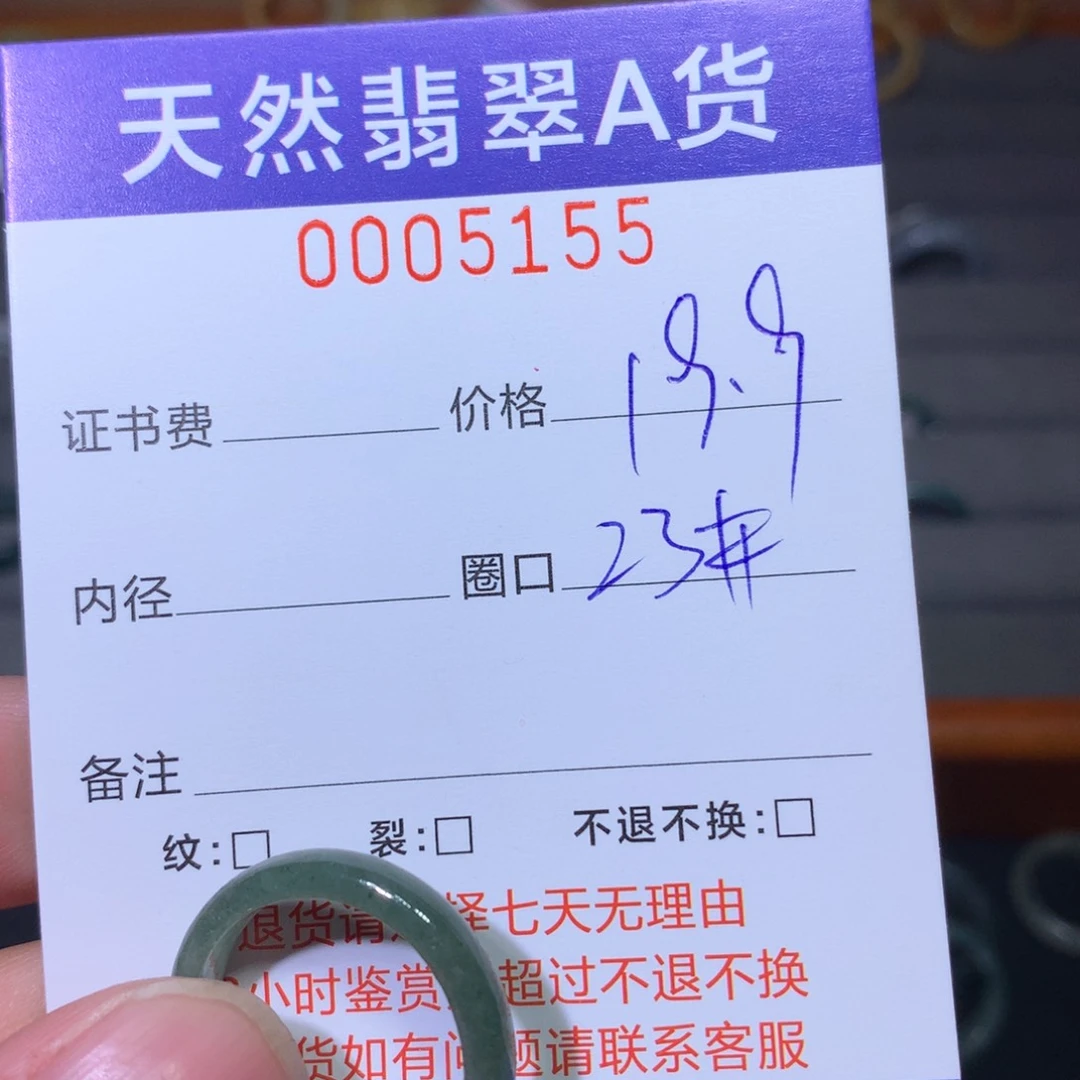 天然翡翠A货
0005155
证书费 价格 19.9
内径 圈口 23#
备注
纹:□ 裂:□ 不退不换:□
退货请 择七天无理由
小时鉴赏 超过不退不换
货如有问题请联系客服